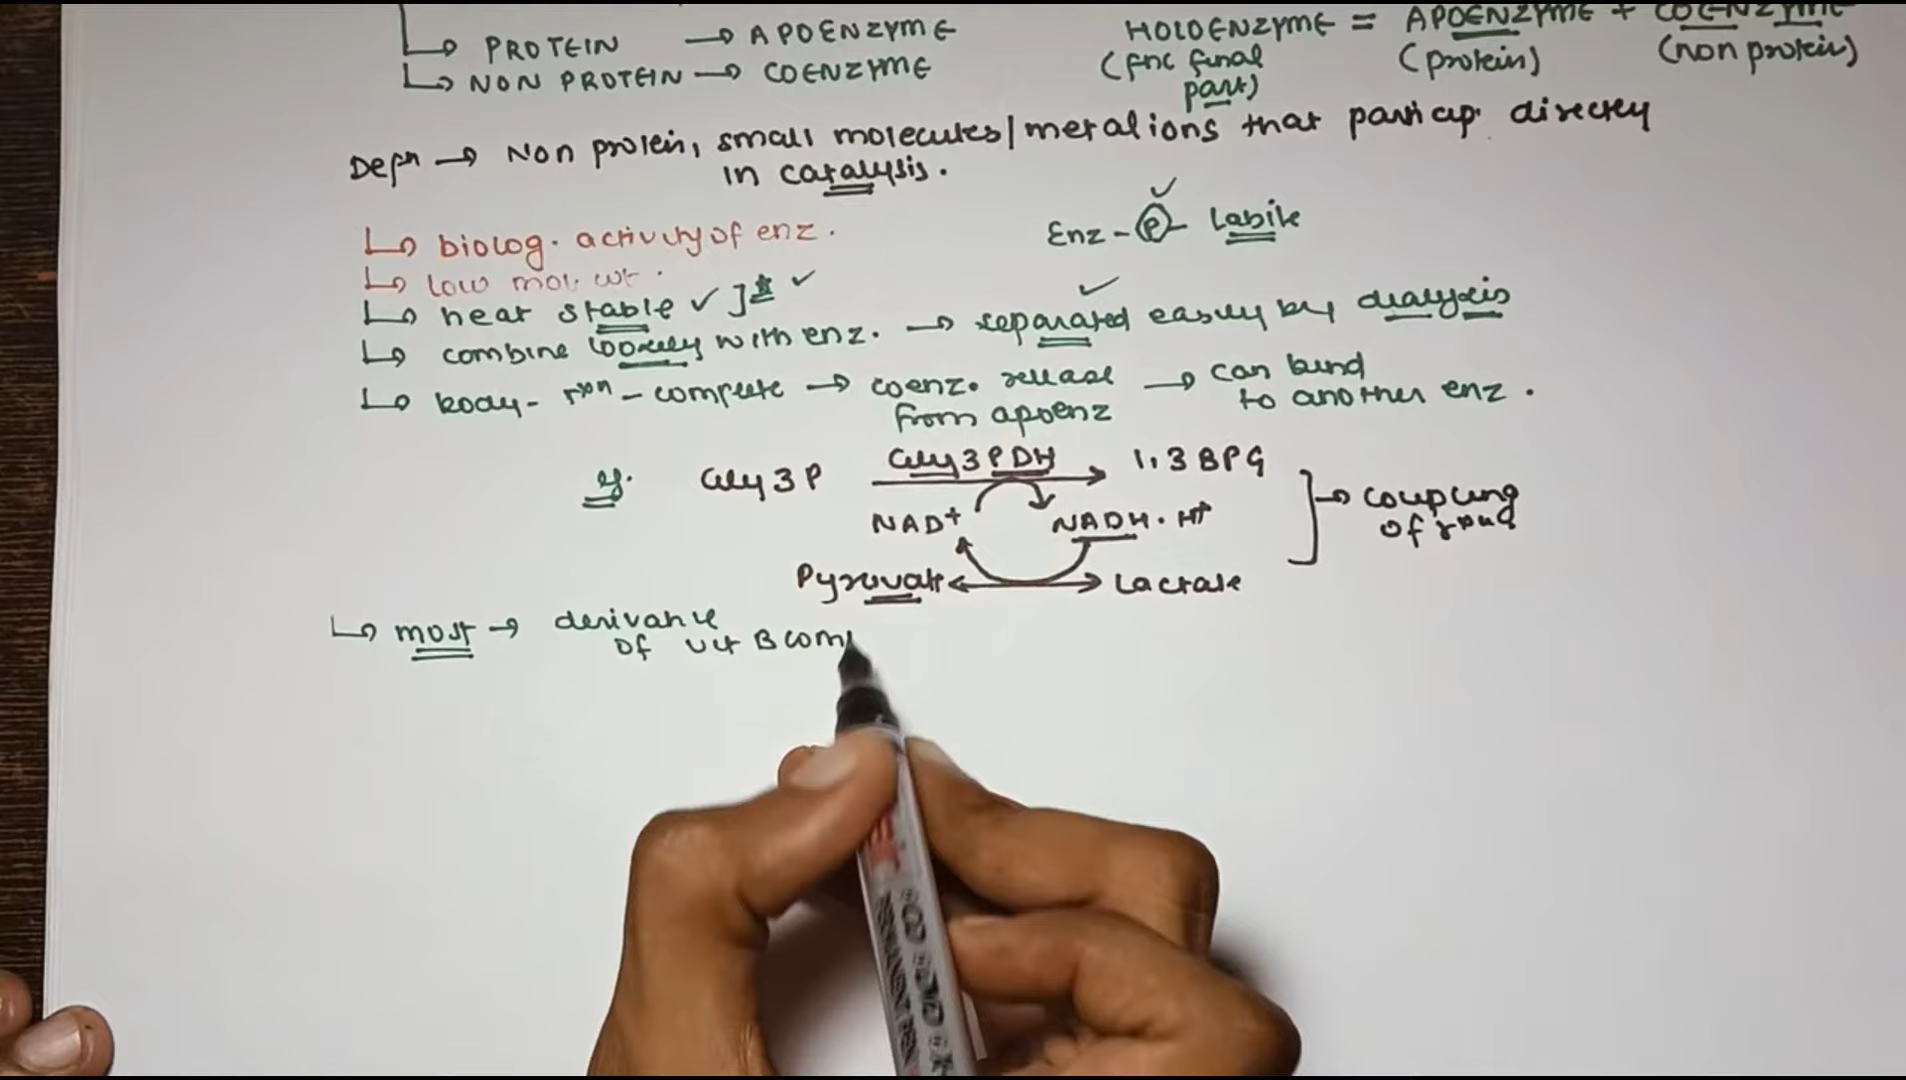 PROTEIN → APOENZYME
NON PROTEIN → COENZYME
HOLOENZYME = APOENZYME + COENZYME
(fnc final part) (protein) (non protein)
Defn → Non protein, small molecules/metal ions that particip. directly
in catalysis.
biolog. activity of enz.
Enz - P - Labile
low mol. wt.
heat stable ✓ ] * ✓
combine loosely with enz. → separated easily by dialysis
body - rxn - complete → coenz. release from apoenz → can bind to another enz.
eg. Gly 3 P Gly 3 PDH 1,3 BPG
NAD+ NADH.H+ → coupling of rxns
Pyruvate Lactate
most → derivative
of vit B com
PERMANENT